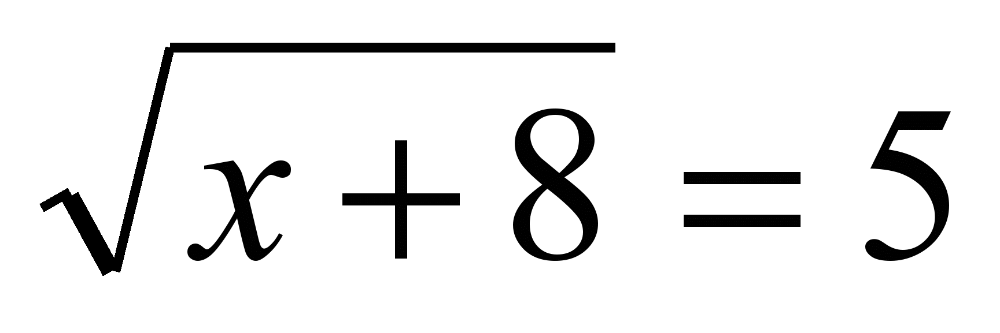 √x + 8 = 5